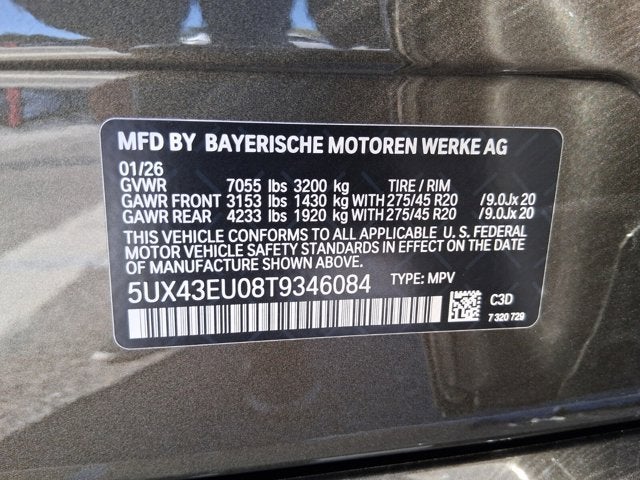 MFD BY BAYERISCHE MOTOREN WERKE AG
01/26
GVWR 7055 lbs 3200 kg TIRE / RIM
GAWR FRONT 3153 lbs 1430 kg WITH 275/45 R20 /9.0Jx20
GAWR REAR 4233 lbs 1920 kg WITH 275/45 R20 /9.0Jx20
THIS VEHICLE CONFORMS TO ALL APPLICABLE U. S. FEDERAL
MOTOR VEHICLE SAFETY STANDARDS IN EFFECT ON THE DATE
OF MANUFACTURE SHOWN ABOVE.
5UX43EU08T9346084 TYPE: MPV
C3D
7 320 729